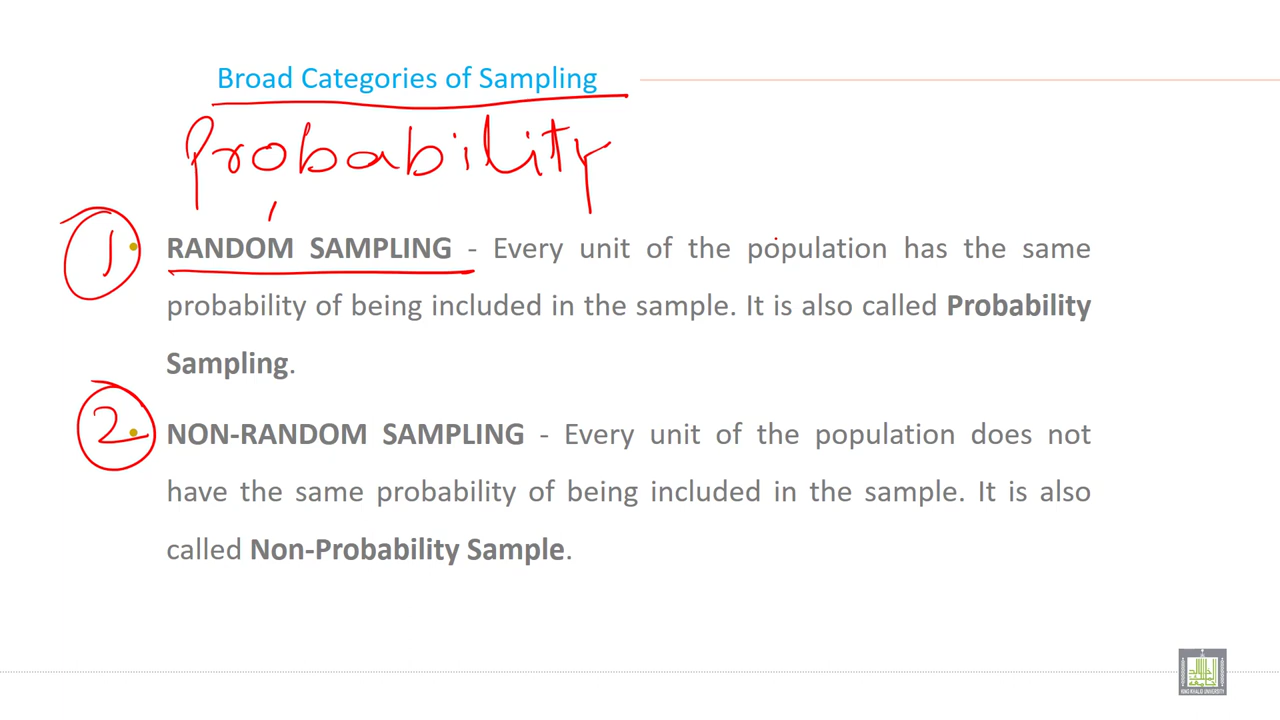 Broad Categories of Sampling
Probability
1
RANDOM SAMPLING - Every unit of the population has the same
probability of being included in the sample. It is also called Probability
Sampling.
2
NON-RANDOM SAMPLING - Every unit of the population does not
have the same probability of being included in the sample. It is also
called Non-Probability Sample.
KING KHALID UNIVERSITY